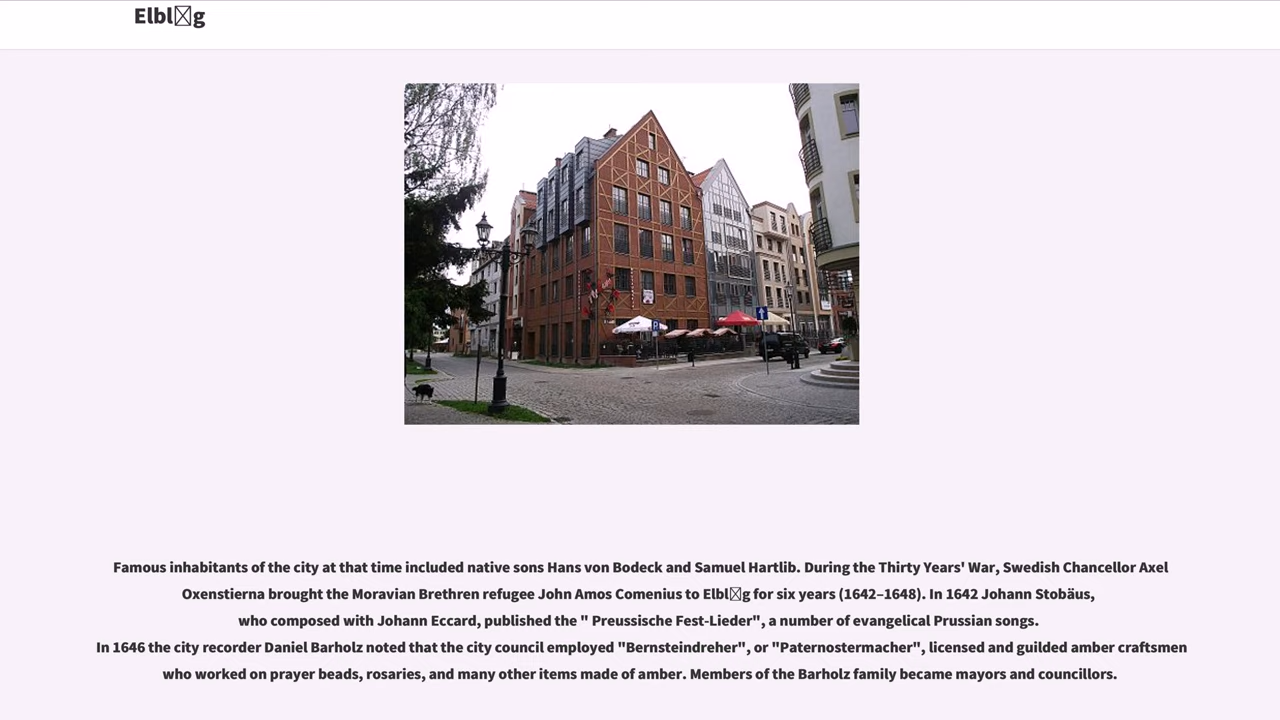 Elbl�g
Famous inhabitants of the city at that time included native sons Hans von Bodeck and Samuel Hartlib. During the Thirty Years' War, Swedish Chancellor Axel
Oxenstierna brought the Moravian Brethren refugee John Amos Comenius to Elbl�g for six years (1642–1648). In 1642 Johann Stobäus,
who composed with Johann Eccard, published the " Preussische Fest-Lieder", a number of evangelical Prussian songs.
In 1646 the city recorder Daniel Barholz noted that the city council employed "Bernsteindreher", or "Paternostermacher", licensed and guilded amber craftsmen
who worked on prayer beads, rosaries, and many other items made of amber. Members of the Barholz family became mayors and councillors.